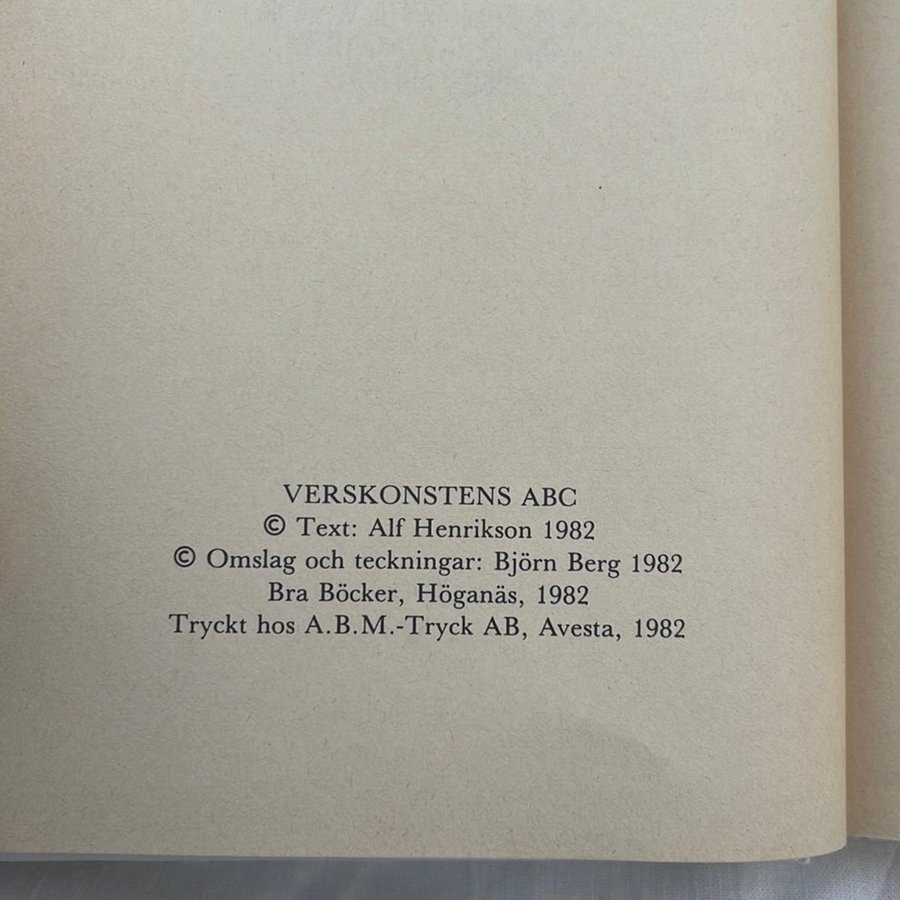 VERSKONSTENS ABC
© Text: Alf Henrikson 1982
© Omslag och teckningar: Björn Berg 1982
Bra Böcker, Höganäs, 1982
Tryckt hos A.B.M.-Tryck AB, Avesta, 1982